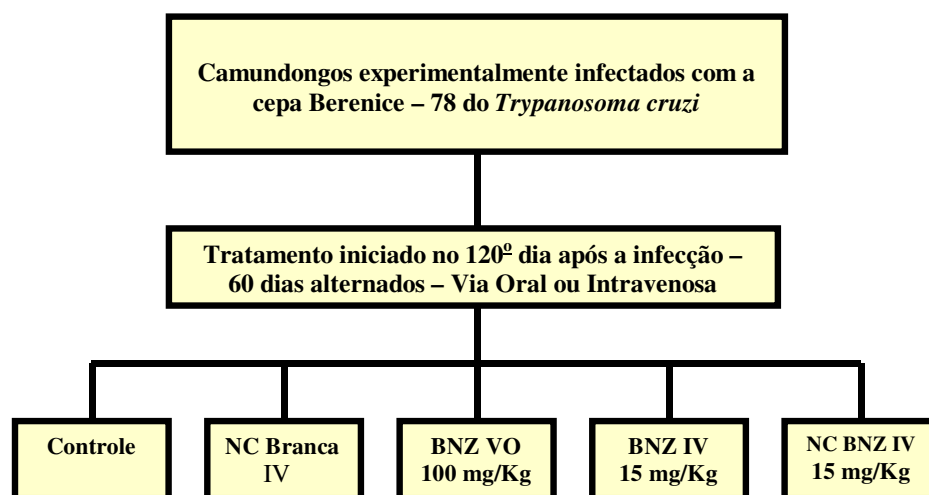 Camundongos experimentalmente infectados com a
cepa Berenice – 78 do Trypanosoma cruzi
Tratamento iniciado no 120º dia após a infecção –
60 dias alternados – Via Oral ou Intravenosa
Controle
NC Branca
IV
BNZ VO
100 mg/Kg
BNZ IV
15 mg/Kg
NC BNZ IV
15 mg/Kg